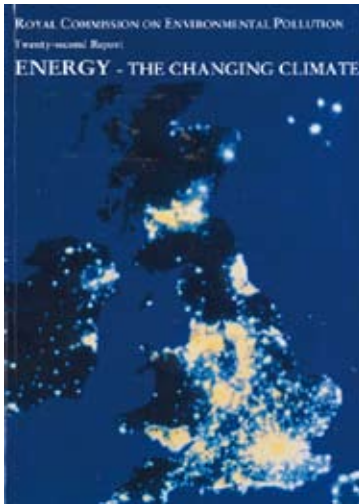 ROYAL COMMISSION ON ENVIRONMENTAL POLLUTION
Twenty-second Report
ENERGY - THE CHANGING CLIMATE